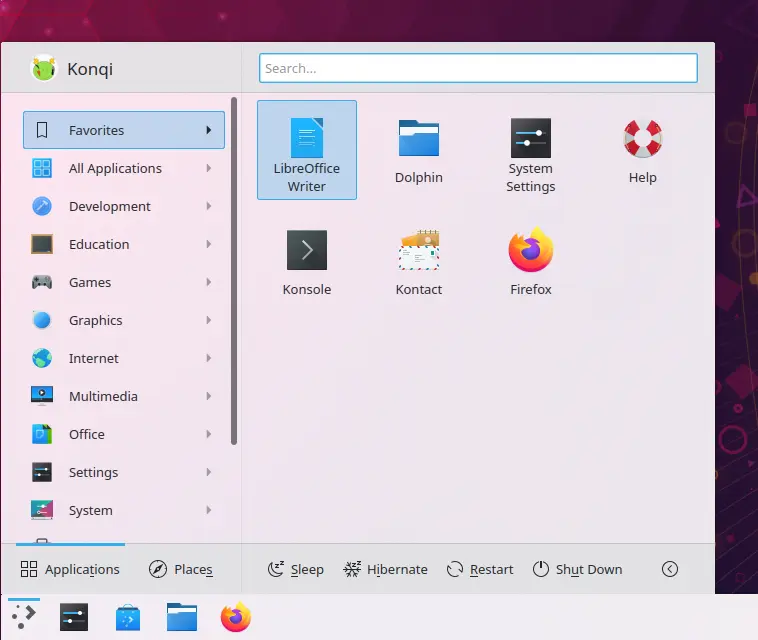 Konqi
Search...
Favorites
All Applications
Development
Education
Games
Graphics
Internet
Multimedia
Office
Settings
System
LibreOffice
Writer
Dolphin
System
Settings
Help
Konsole
Kontact
Firefox
Applications
Places
Sleep
Hibernate
Restart
Shut Down